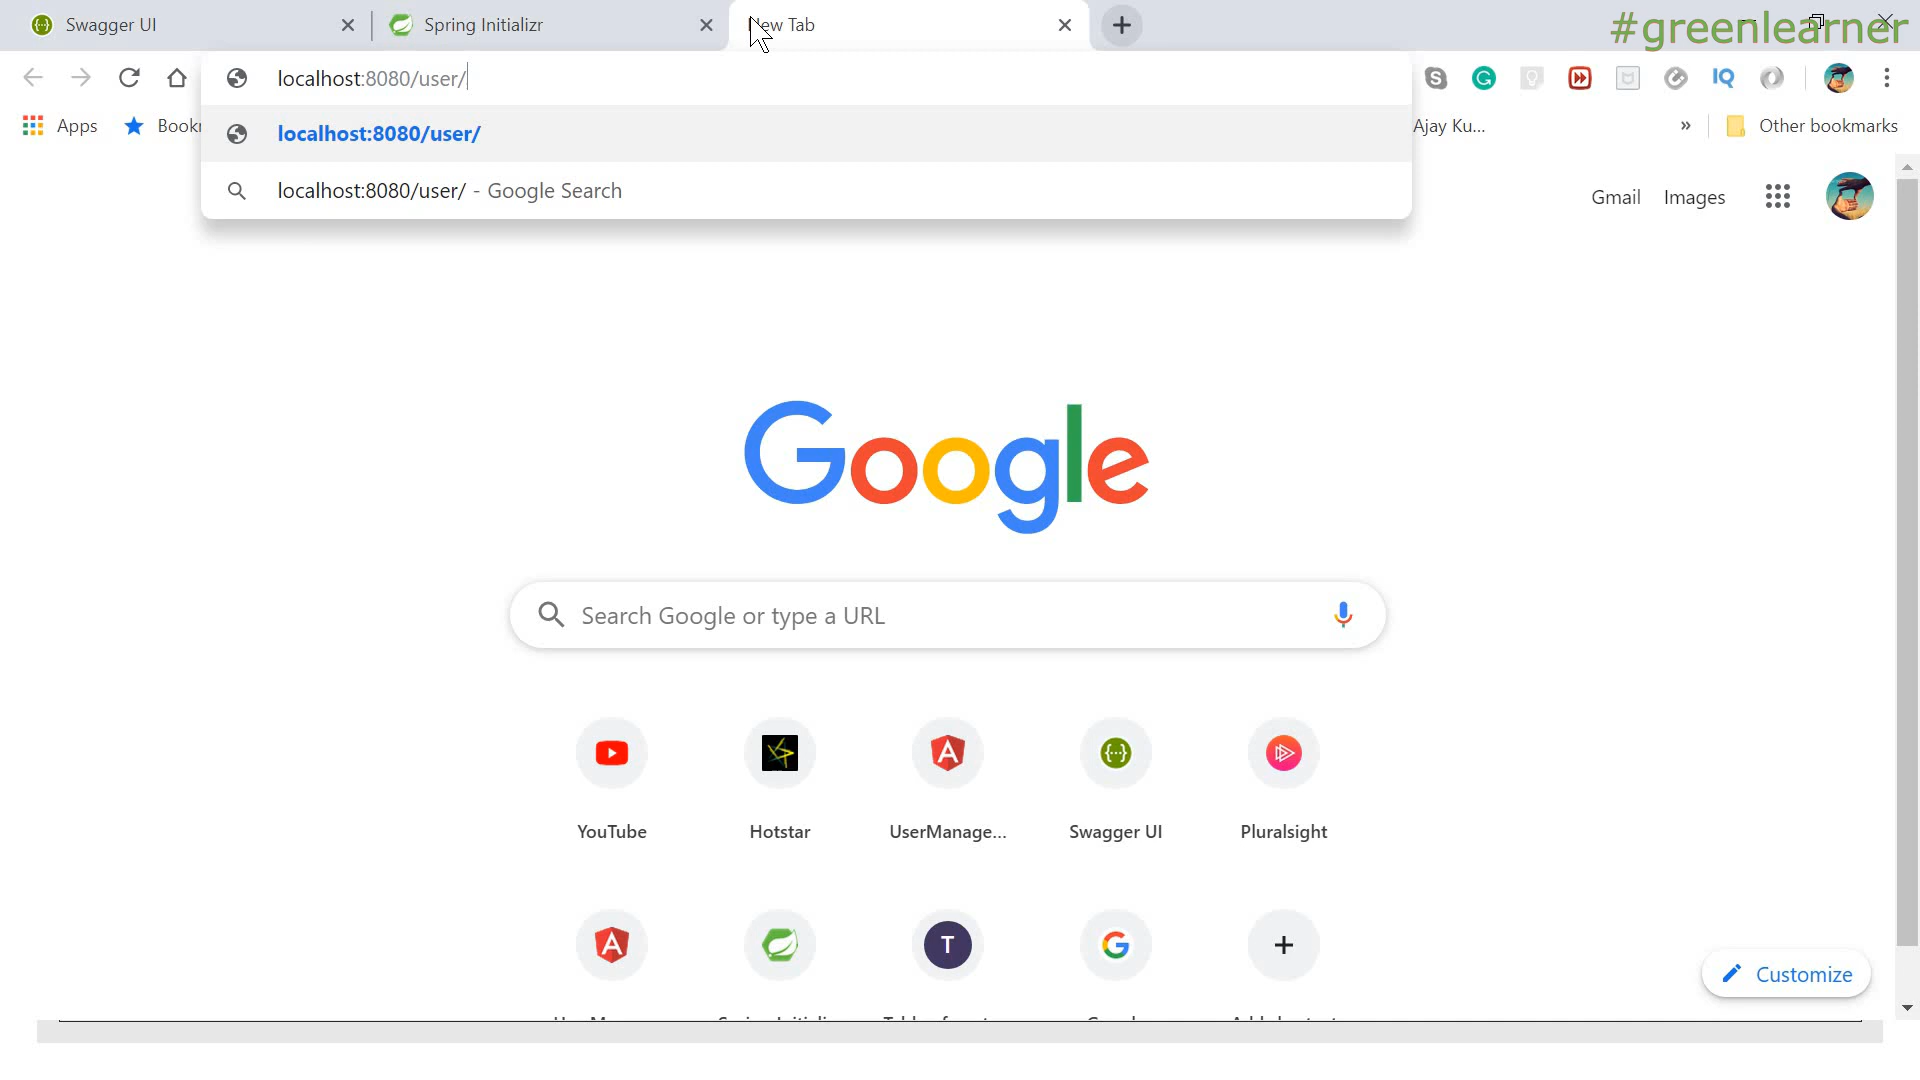 Swagger UI
Spring Initializr
New Tab
#greenlearner
localhost:8080/user/
IQ
Apps
localhost:8080/user/
Ajay Ku...
» Other bookmarks
localhost:8080/user/ - Google Search
Gmail Images
Google
Search Google or type a URL
YouTube
Hotstar
UserManage...
Swagger UI
Pluralsight
T
Customize